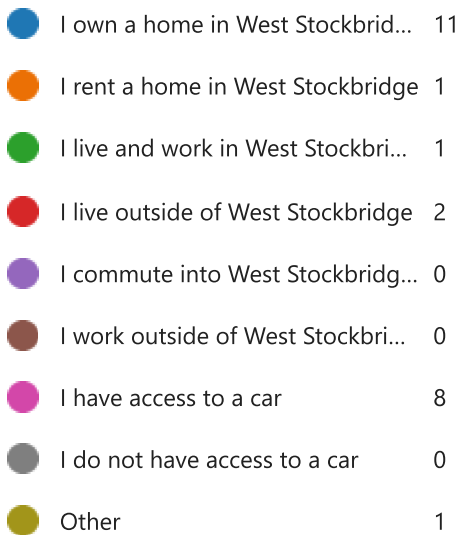 I own a home in West Stockbrid... 11
I rent a home in West Stockbridge 1
I live and work in West Stockbri... 1
I live outside of West Stockbridge 2
I commute into West Stockbridg... 0
I work outside of West Stockbri... 0
I have access to a car 8
I do not have access to a car 0
Other 1